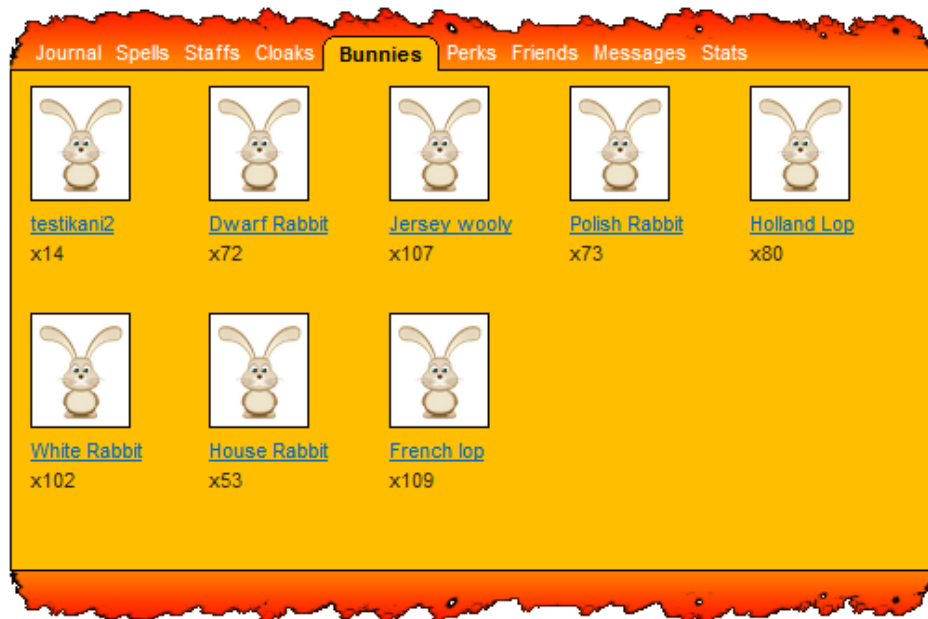 Journal Spells Staffs Cloaks Bunnies Perks Friends Messages Stats
testikani2 Dwarf Rabbit Jersey wooly Polish Rabbit Holland Lop
x14 x72 x107 x73 x80
White Rabbit House Rabbit French lop
x102 x53 x109